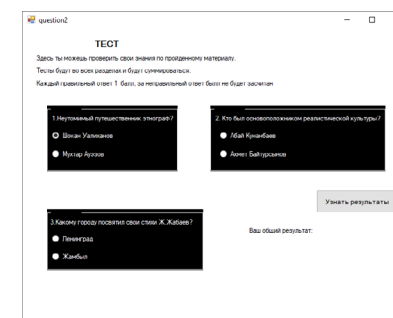 question2
ТЕСТ
Здесь ты можешь проверить свои знания по пройденному материалу.
Тесты будут во всех разделах и будут суммироваться.
Каждый правильный ответ 1 балл, за неправильный ответ балл не будет засчитан
1.Неутомимый путешественник этнограф?
Шокан Уалиханов
Мухтар Ауэзов
2. Кто был основоположником реалистической культуры?
Абай Кунанбаев
Ахмет Байтурсынов
Узнать результаты
3.Какому городу посвятил свои стихи Ж.Жабаев?
Ленинград
Жамбыл
Ваш общий результат: